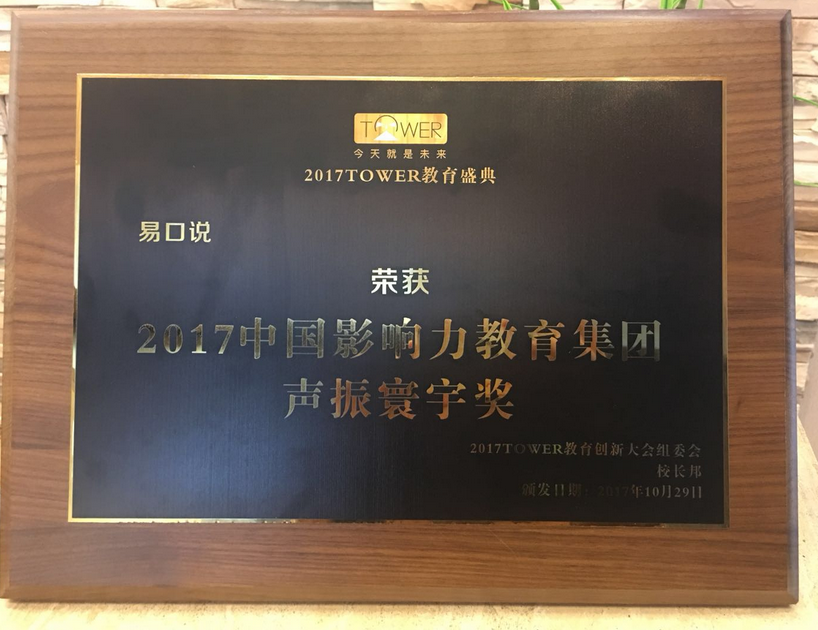 TOWER
今天就是未来
2017TOWER教育盛典
易口说
荣获
2017中国影响力教育集团
声振寰宇奖
2017TOWER教育创新大会组委会
校长邦
颁发日期：2017年10月29日